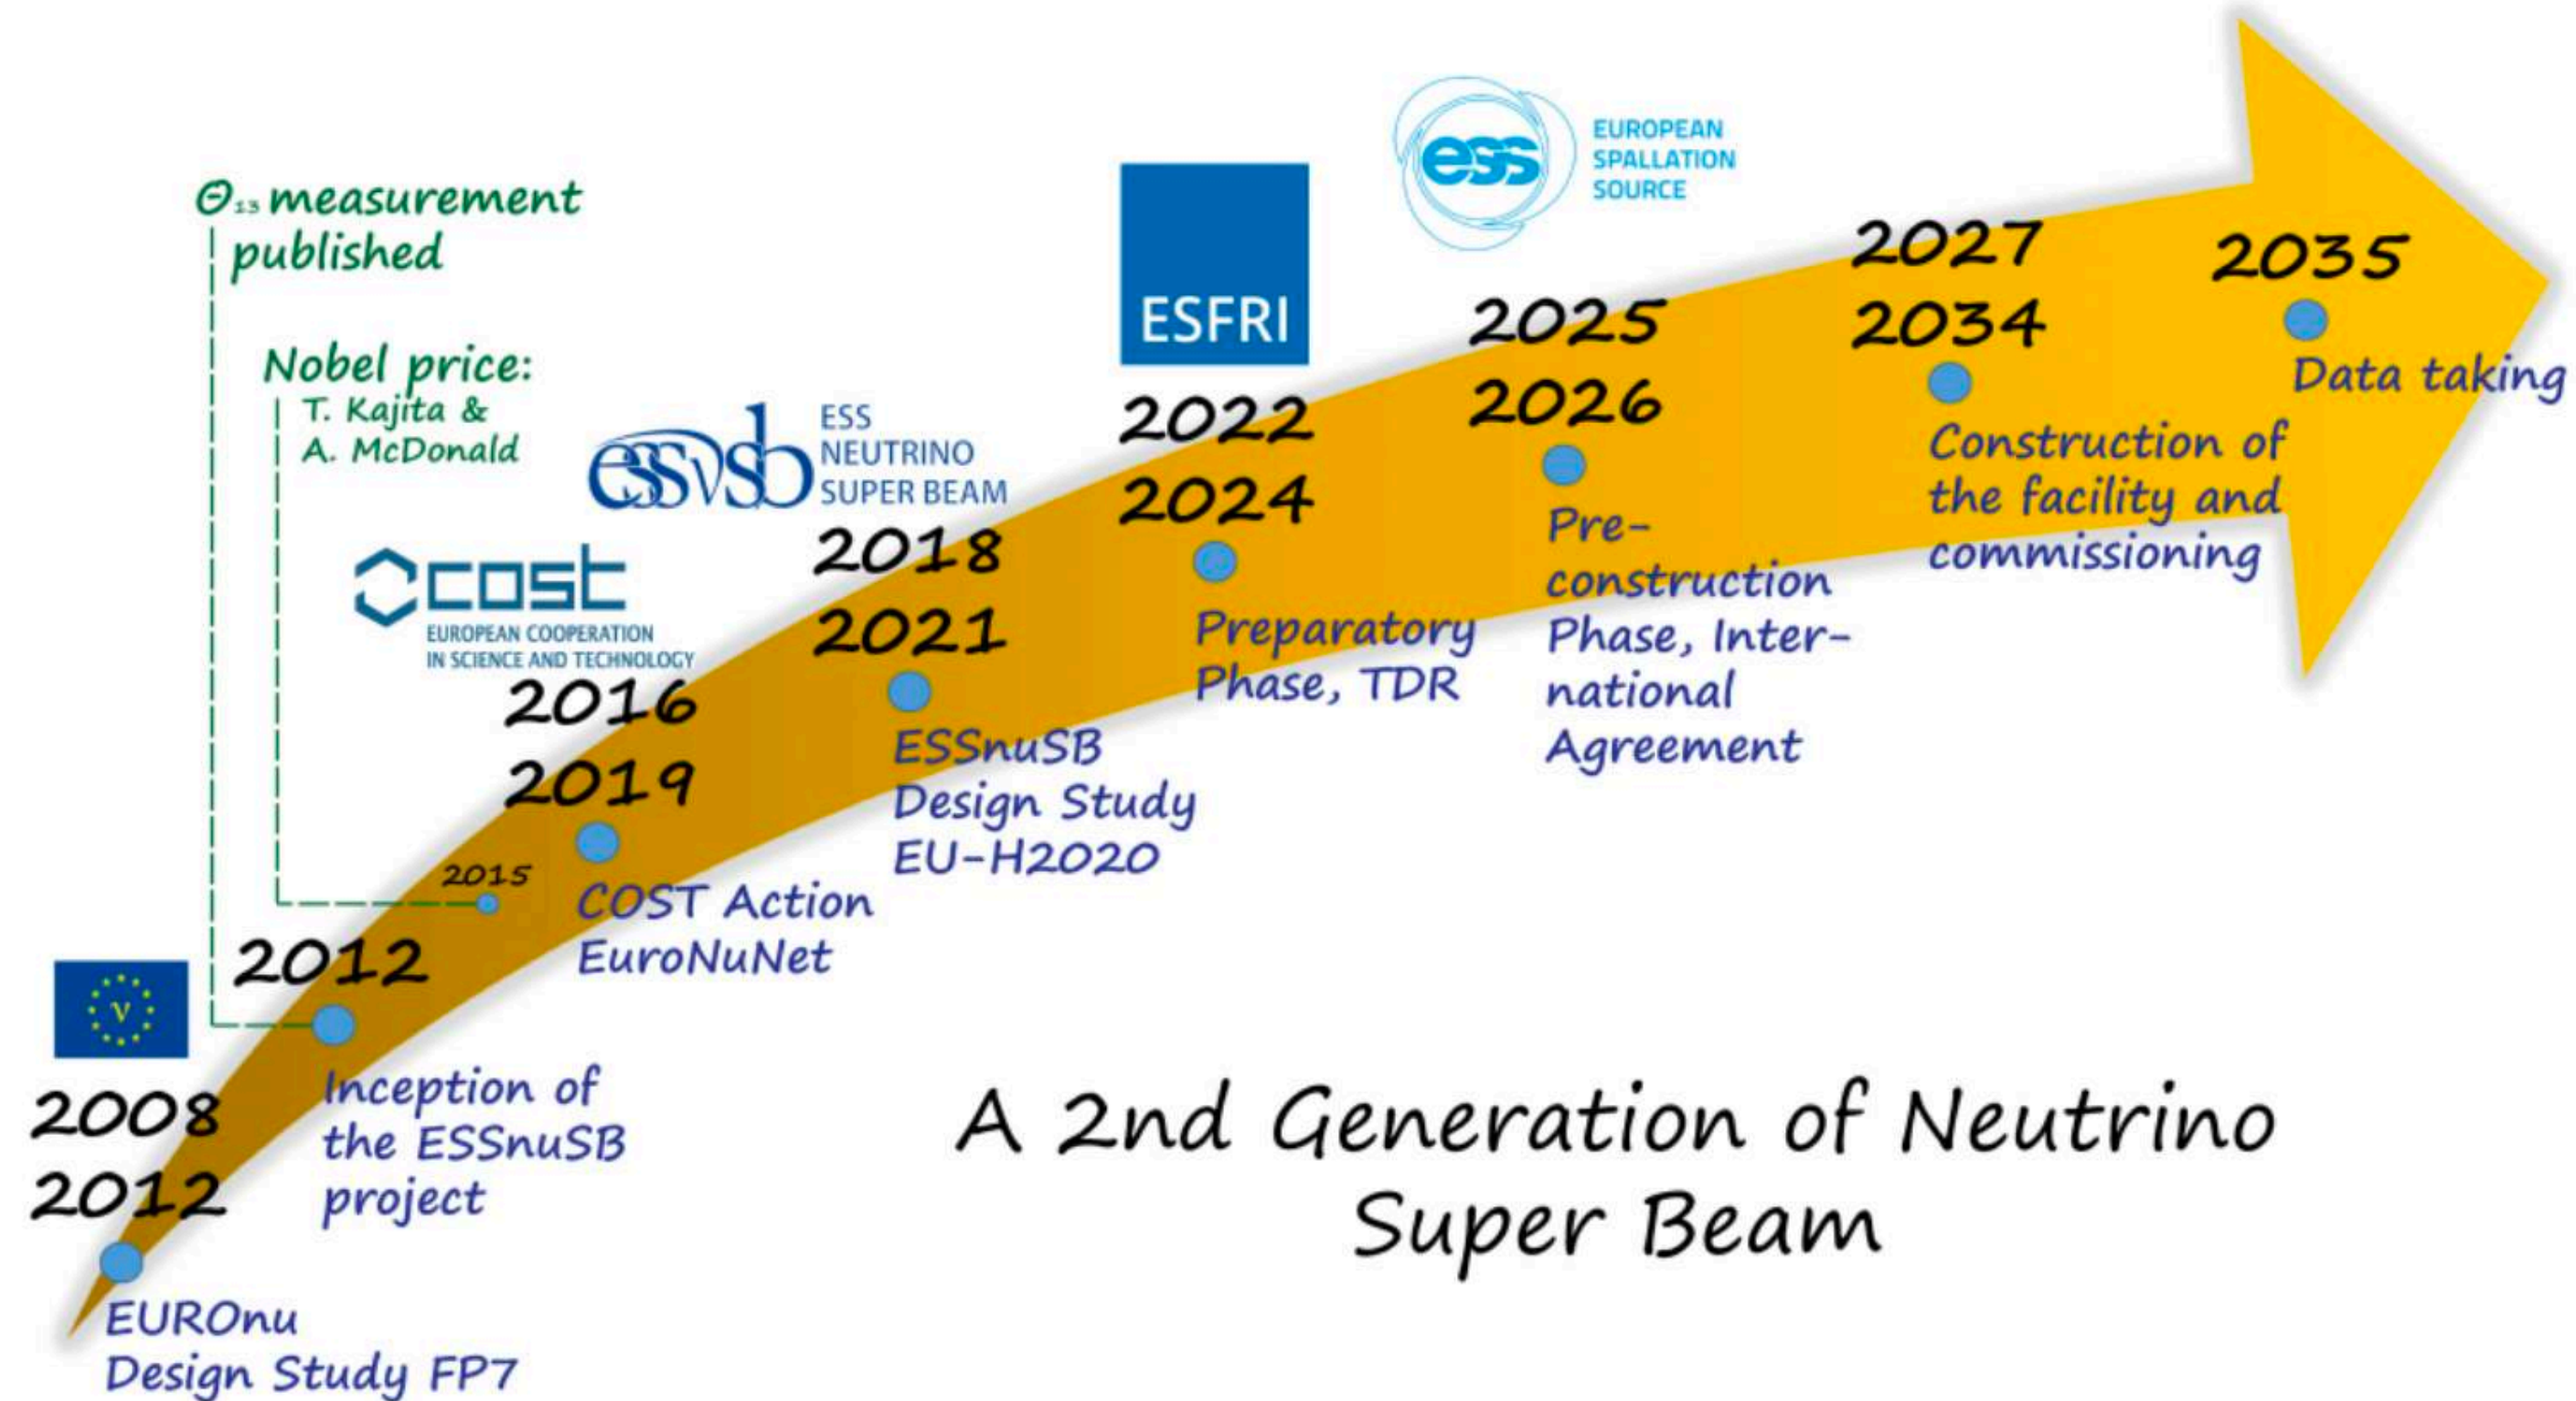 Θ₁₃ measurement
published
Nobel price:
T. Kajita &
A. McDonald
ν
2008
2012
EUROnu
Design Study FP7
2012
Inception of
the ESSnuSB
project
2015
cost
EUROPEAN COOPERATION
IN SCIENCE AND TECHNOLOGY
2016
2019
COST Action
EuroNuNet
essνsb
ESS
NEUTRINO
SUPER BEAM
2018
2021
ESSnuSB
Design Study
EU-H2020
ESFRI
2022
2024
Preparatory
Phase, TDR
ess
EUROPEAN
SPALLATION
SOURCE
2025
2026
Pre-
construction
Phase, Inter-
national
Agreement
2027
2034
Construction of
the facility and
commissioning
2035
Data taking
A 2nd Generation of Neutrino
Super Beam